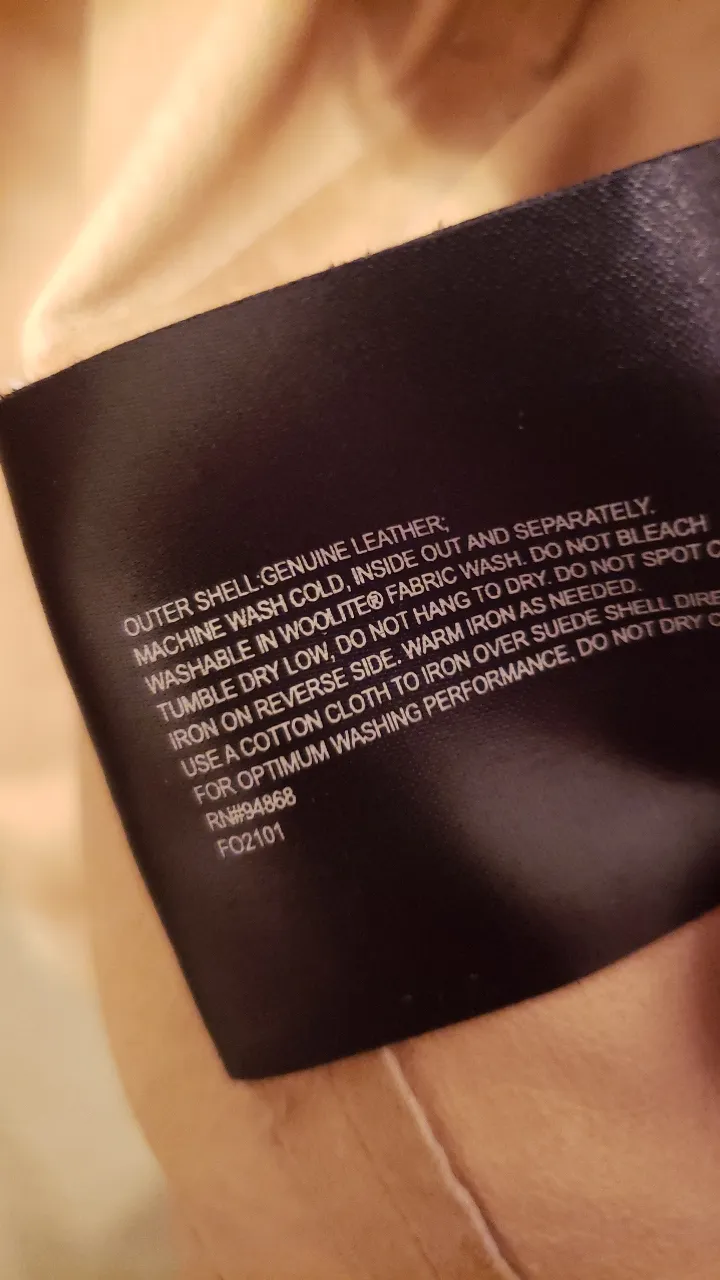 OUTER SHELL:GENUINE LEATHER;
MACHINE WASH COLD, INSIDE OUT AND SEPARATELY.
WASHABLE IN WOOLITE® FABRIC WASH. DO NOT BLEACH
TUMBLE DRY LOW, DO NOT HANG TO DRY. DO NOT SPOT
IRON ON REVERSE SIDE. WARM IRON AS NEEDED.
USE A COTTON CLOTH TO IRON OVER SUEDE SHELL
FOR OPTIMUM WASHING PERFORMANCE, DO NOT DRY
RN#94868
FO2101